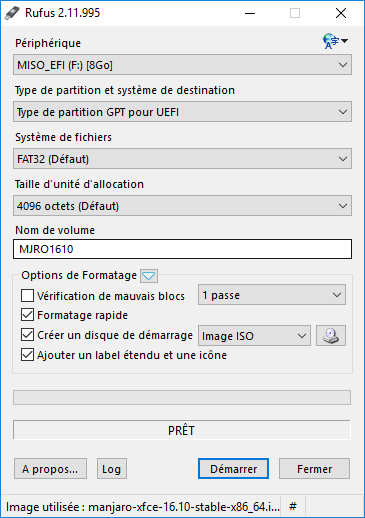 Rufus 2.11.995
Périphérique
MISO_EFI (F:) [8Go]
Type de partition et système de destination
Type de partition GPT pour UEFI
Système de fichiers
FAT32 (Défaut)
Taille d'unité d'allocation
4096 octets (Défaut)
Nom de volume
MJRO1610
Options de Formatage
Vérification de mauvais blocs 1 passe
Formatage rapide
Créer un disque de démarrage Image ISO
Ajouter un label étendu et une icône
PRÊT
A propos... Log Démarrer Fermer
Image utilisée : manjaro-xfce-16.10-stable-x86_64.i... #